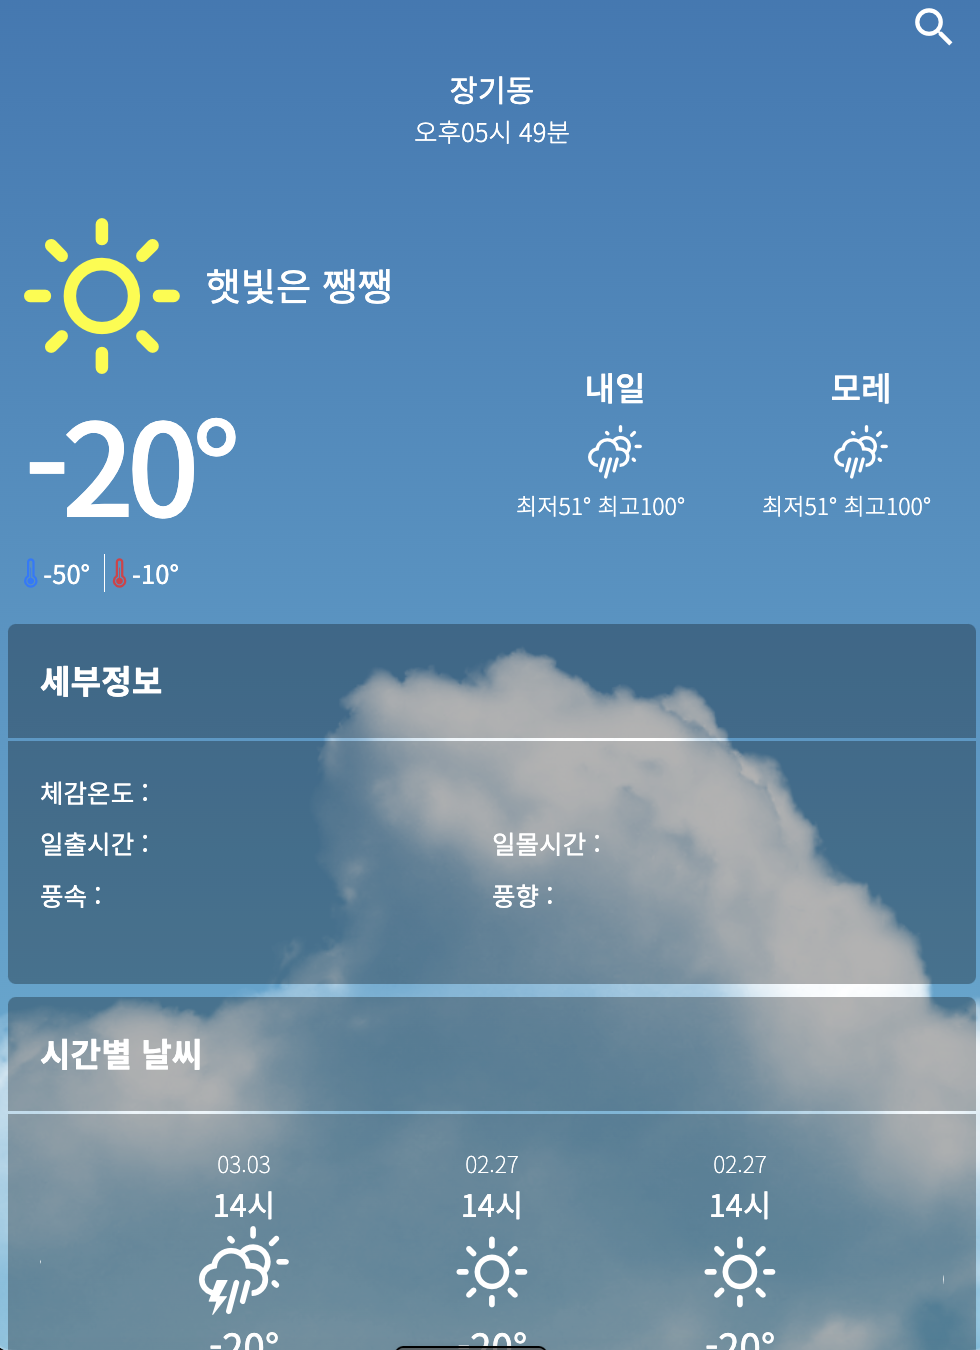 장기동
오후05시 49분
햇빛은 쨍쨍
-20°
-50° -10°
내일
최저51° 최고100°
모레
최저51° 최고100°
세부정보
체감온도 :
일출시간 : 일몰시간 :
풍속 : 풍향 :
시간별 날씨
03.03 02.27 02.27
14시 14시 14시
-20° -20° -20°